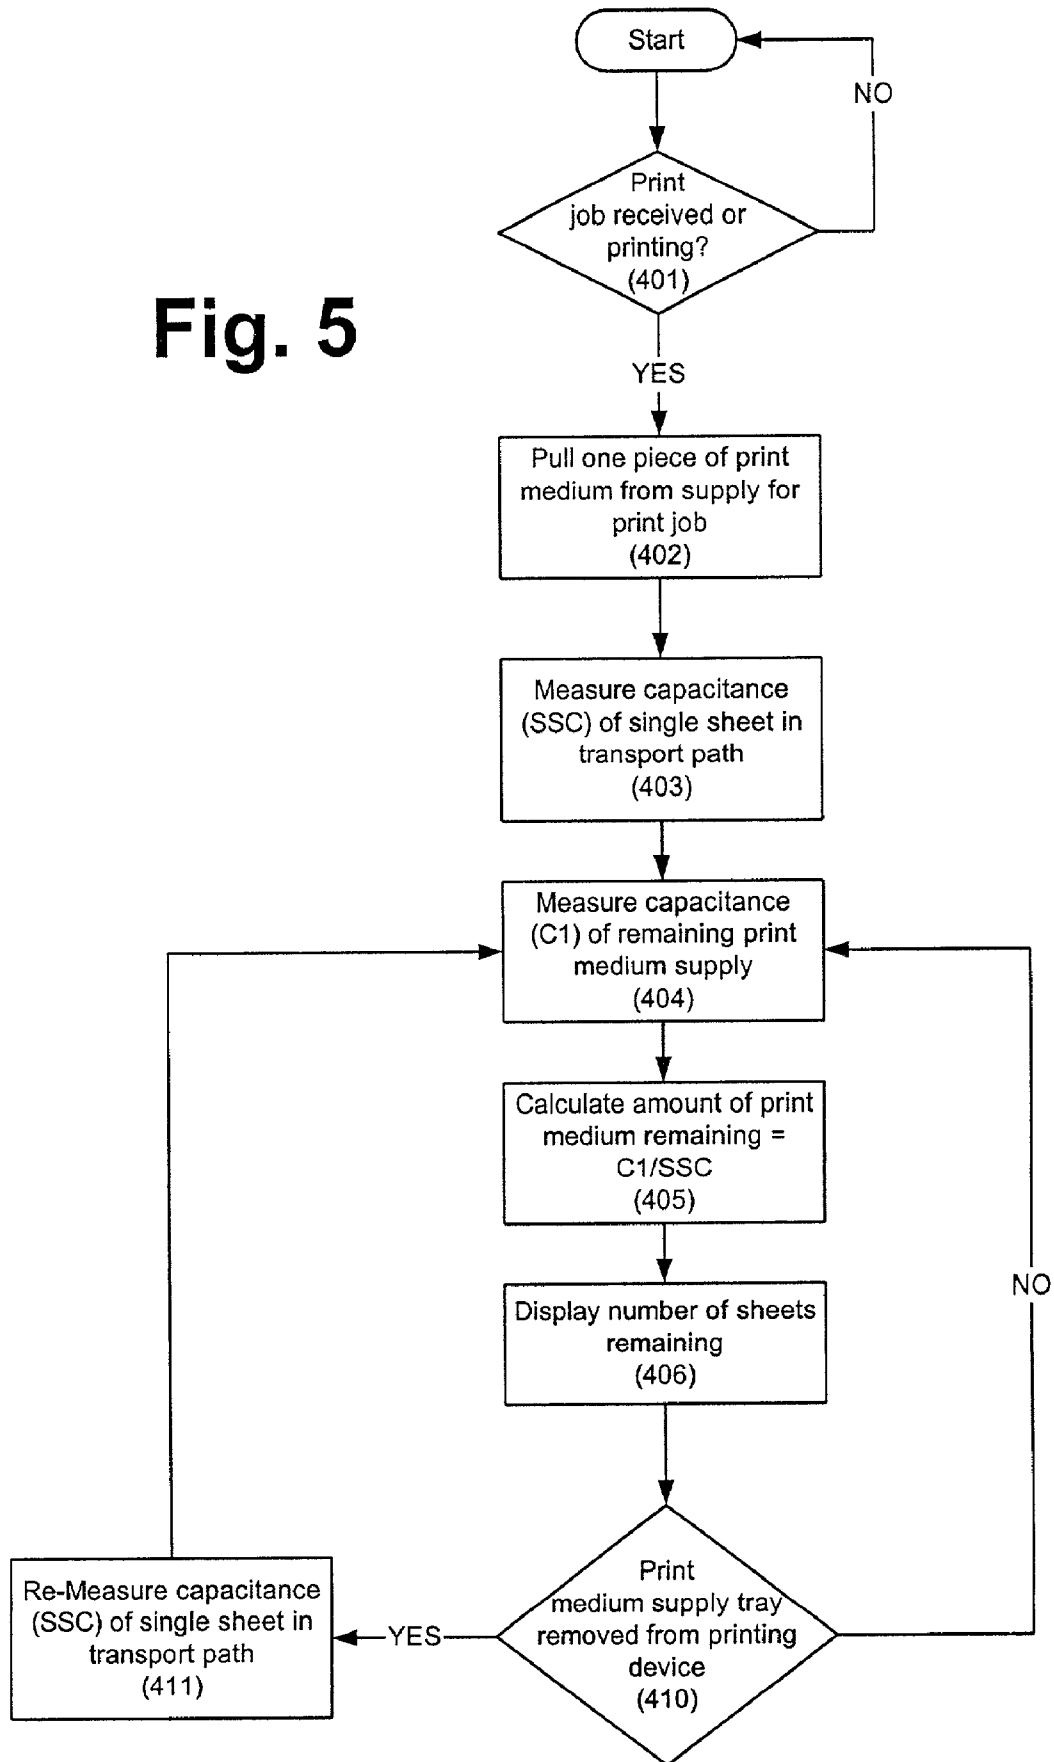 Start
NO
Print
job received or
printing?
(401)
Fig. 5
YES
Pull one piece of print
medium from supply for
print job
(402)
Measure capacitance
(SSC) of single sheet in
transport path
(403)
Measure capacitance
(C1) of remaining print
medium supply
(404)
Calculate amount of print
medium remaining =
C1/SSC
(405)
NO
Display number of sheets
remaining
(406)
Print
medium supply tray
removed from printing
device
(410)
YES
Re-Measure capacitance
(SSC) of single sheet in
transport path
(411)